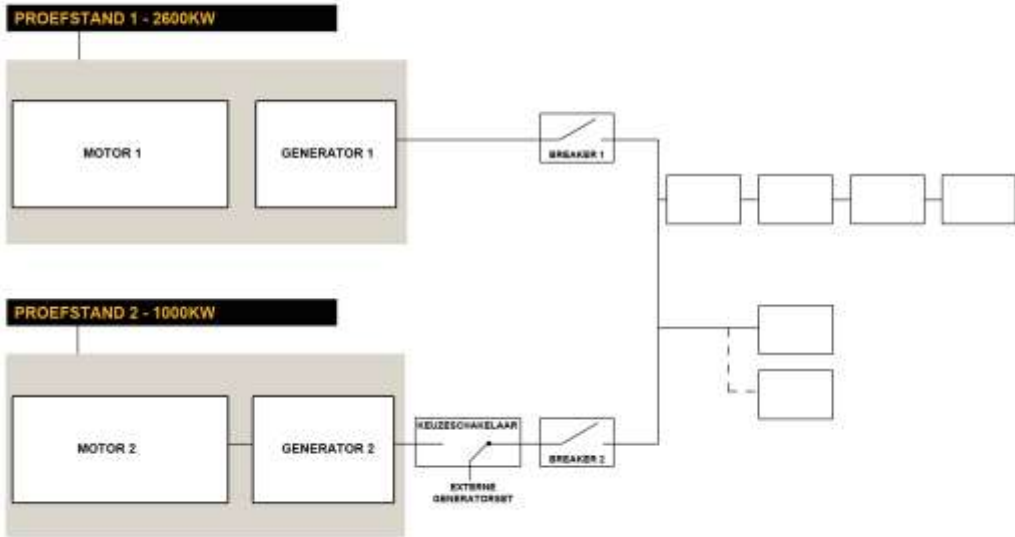 PROEFSTAND 1 - 2600KW
MOTOR 1
GENERATOR 1
BREAKER 1
PROEFSTAND 2 - 1000KW
MOTOR 2
GENERATOR 2
KEUZESCHAKELAAR
BREAKER 2
EXTERNE
GENERATORSET